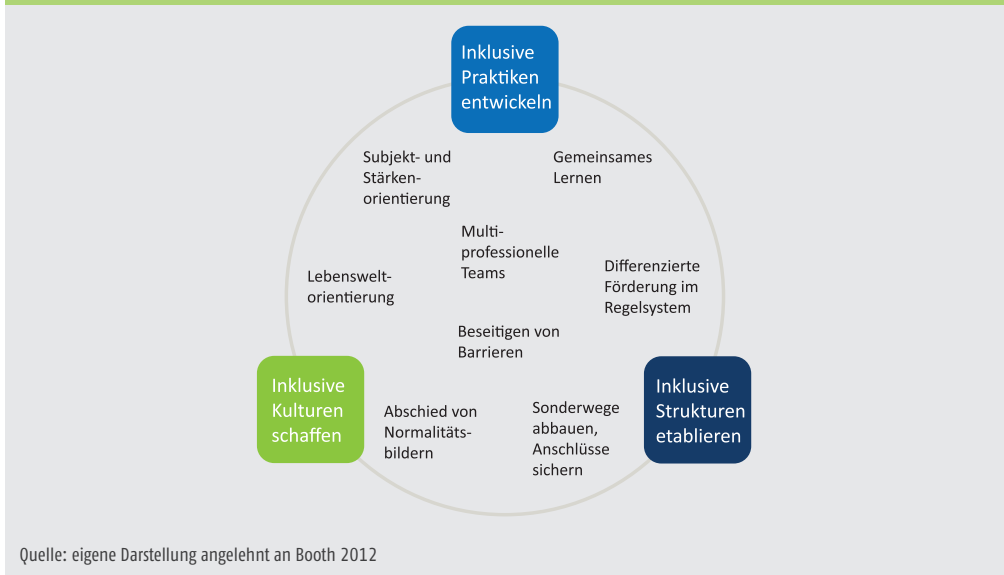 Inklusive
Praktiken
entwickeln
Subjekt- und
Stärken-
orientierung
Gemeinsames
Lernen
Multi-
professionelle
Teams
Lebenswelt-
orientierung
Differenzierte
Förderung im
Regelsystem
Beseitigen von
Barrieren
Inklusive
Kulturen
schaffen
Inklusive
Strukturen
etablieren
Abschied von
Normalitäts-
bildern
Sonderwege
abbauen,
Anschlüsse
sichern
Quelle: eigene Darstellung angelehnt an Booth 2012